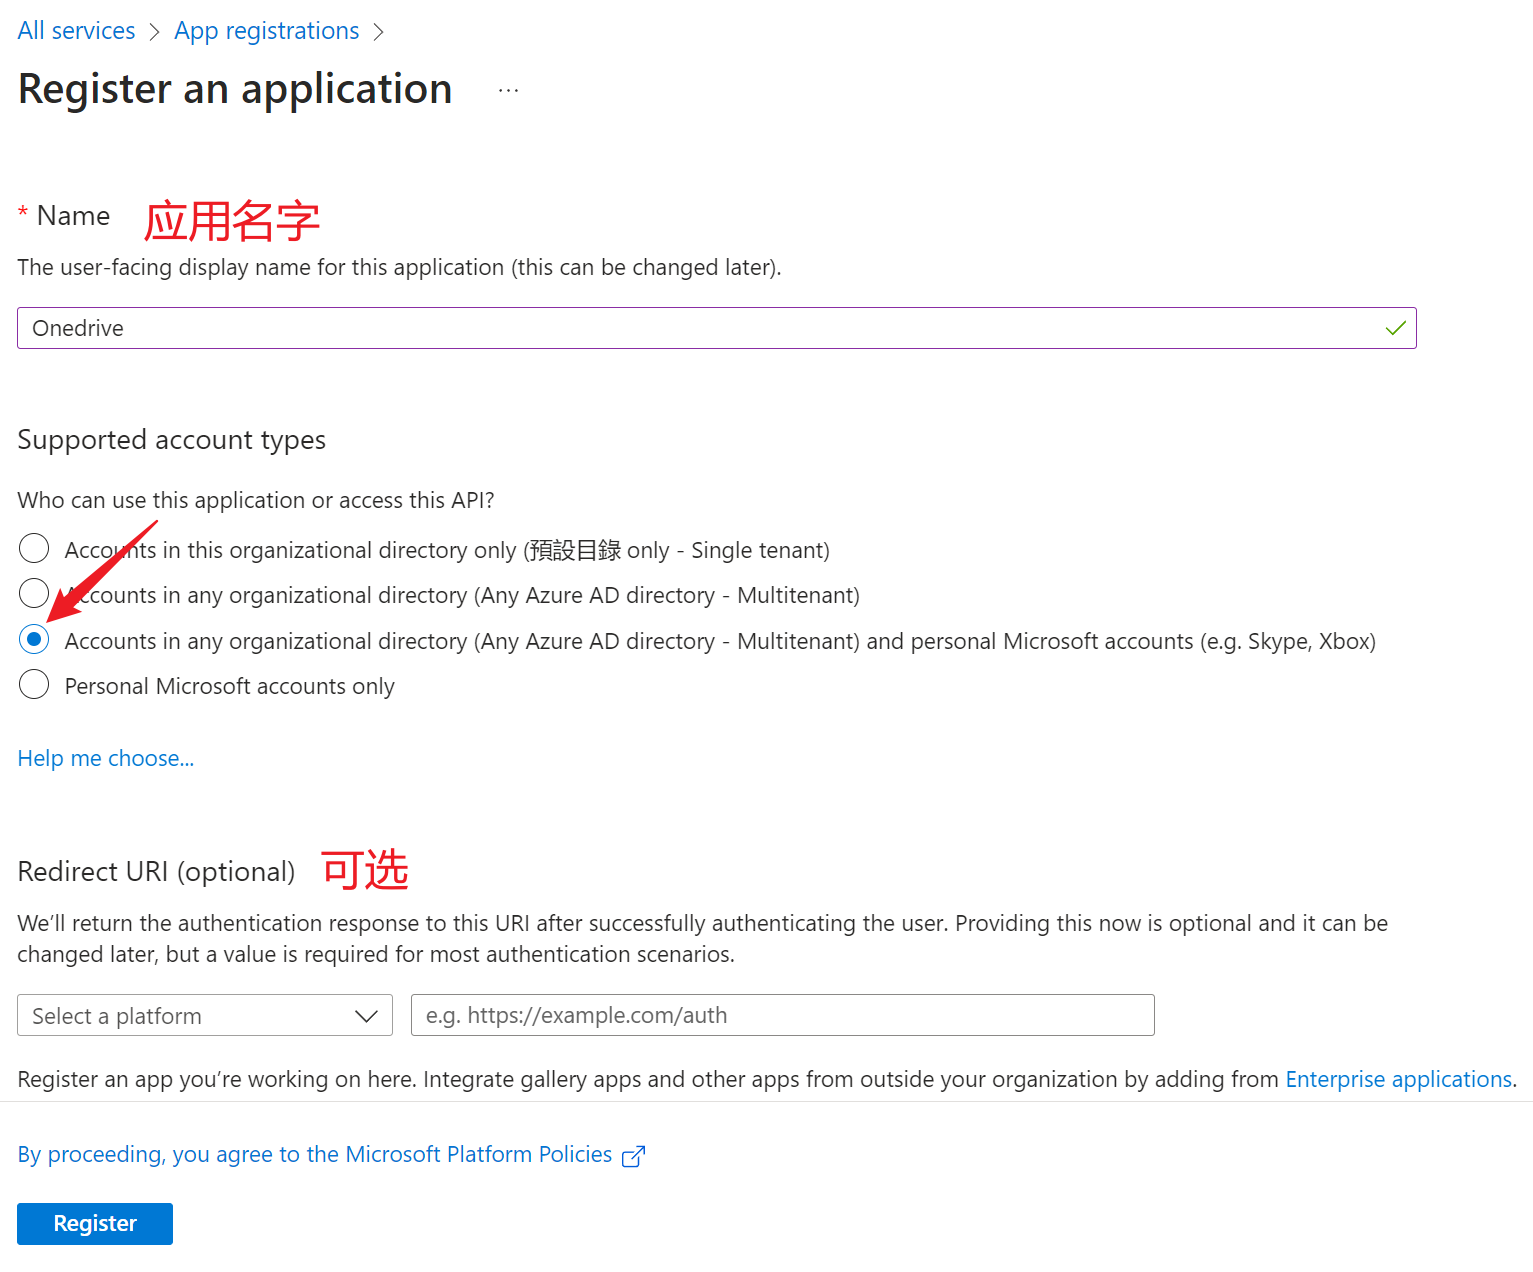 All services > App registrations >
Register an application ...
* Name 应用名字
The user-facing display name for this application (this can be changed later).
Onedrive
Supported account types
Who can use this application or access this API?
Accounts in this organizational directory only (預設目錄 only - Single tenant)
Accounts in any organizational directory (Any Azure AD directory - Multitenant)
Accounts in any organizational directory (Any Azure AD directory - Multitenant) and personal Microsoft accounts (e.g. Skype, Xbox)
Personal Microsoft accounts only
Help me choose...
Redirect URI (optional) 可选
We'll return the authentication response to this URI after successfully authenticating the user. Providing this now is optional and it can be
changed later, but a value is required for most authentication scenarios.
Select a platform e.g. https://example.com/auth
Register an app you're working on here. Integrate gallery apps and other apps from outside your organization by adding from Enterprise applications.
By proceeding, you agree to the Microsoft Platform Policies
Register